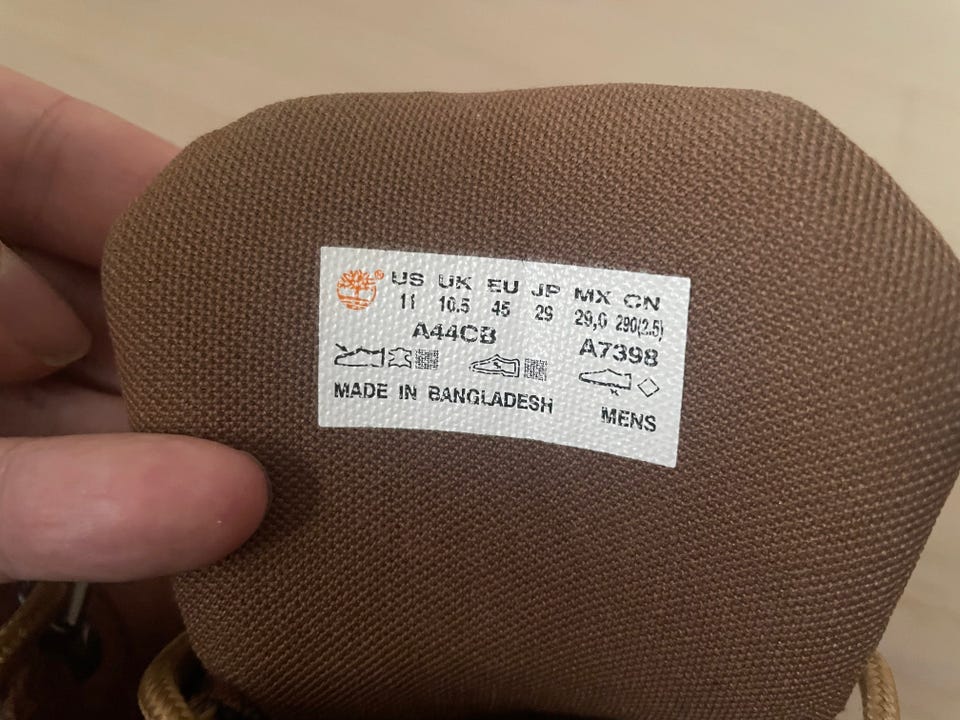 ® US UK EU JP MX CN
11 10.5 45 29 29,0 290(2.5)
A44CB A7398
MADE IN BANGLADESH MENS